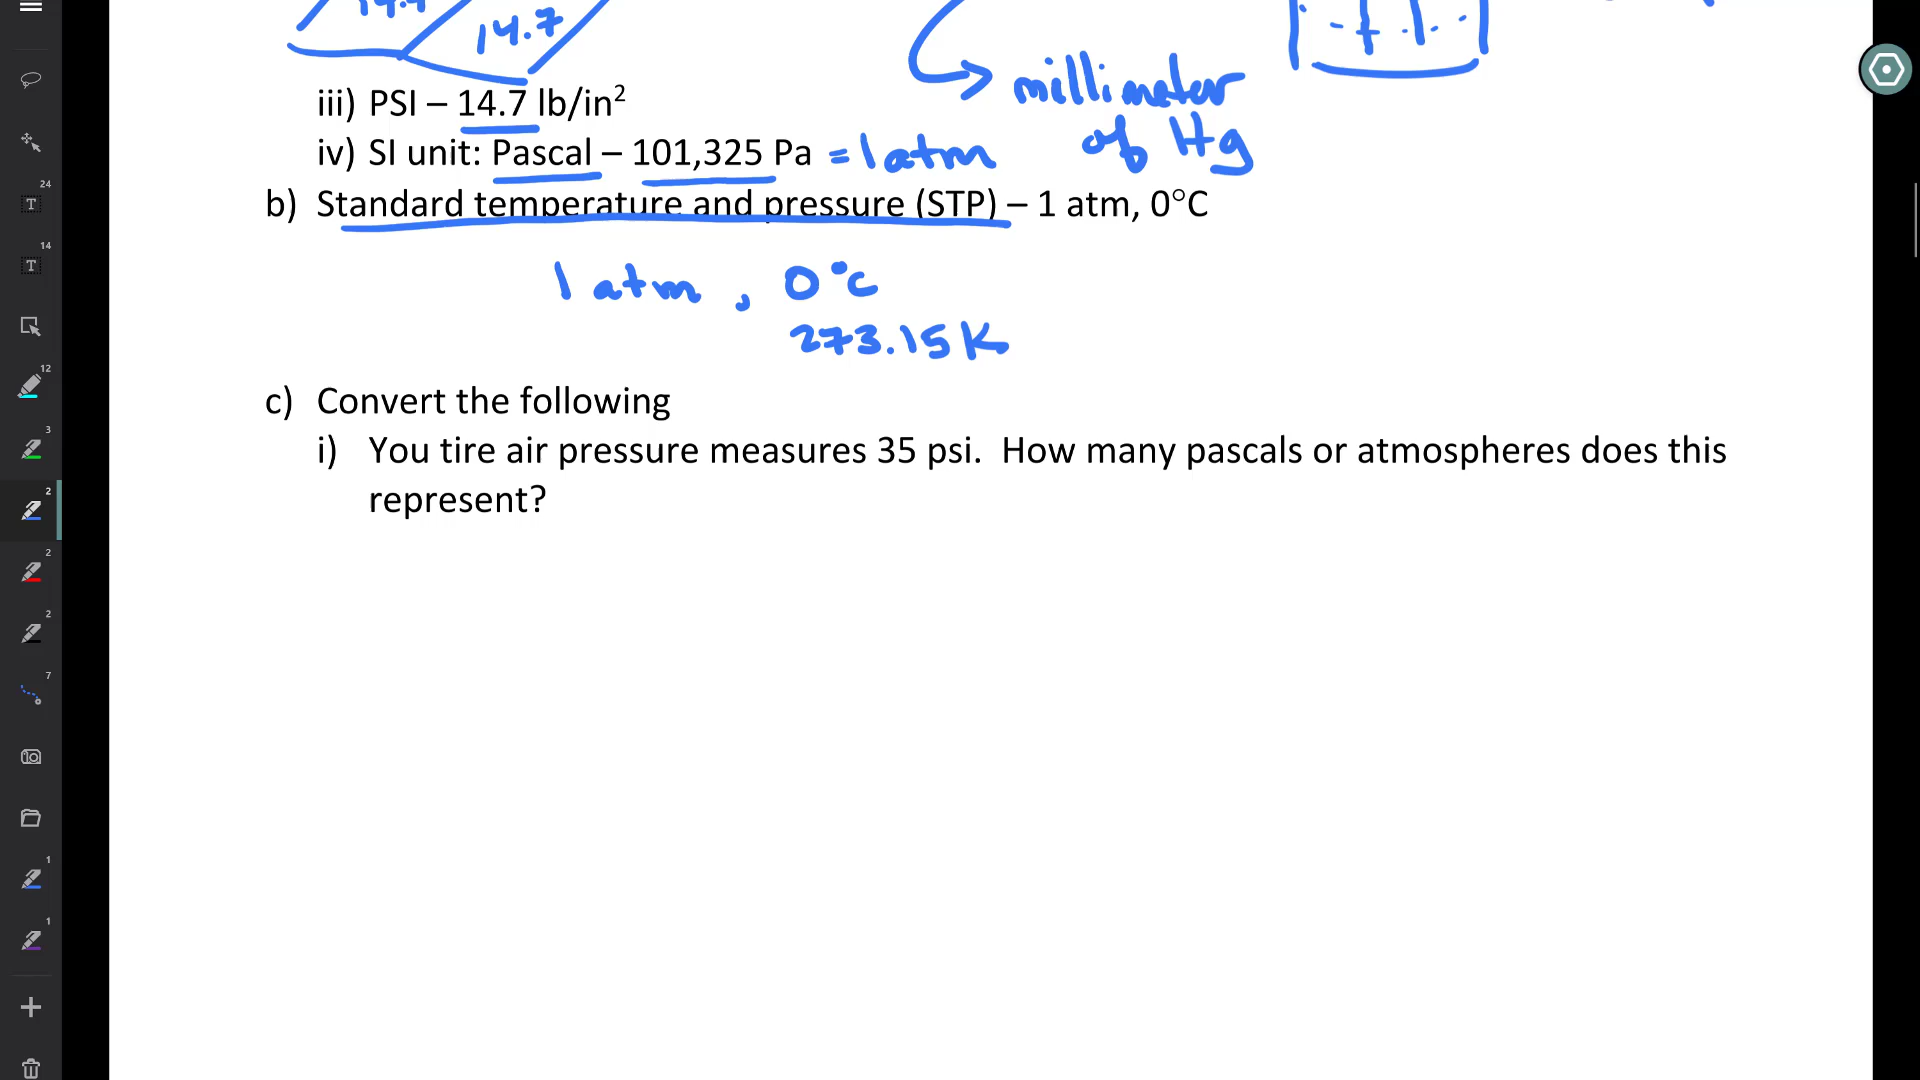 14.7
14.7
iii) PSI – 14.7 lb/in²
millimeter
of Hg
iv) SI unit: Pascal – 101,325 Pa = 1 atm
b) Standard temperature and pressure (STP) – 1 atm, 0°C
1 atm, 0°C
273.15 K
c) Convert the following
i) You tire air pressure measures 35 psi. How many pascals or atmospheres does this
represent?
24
14
12
3
2
2
2
7
1
1